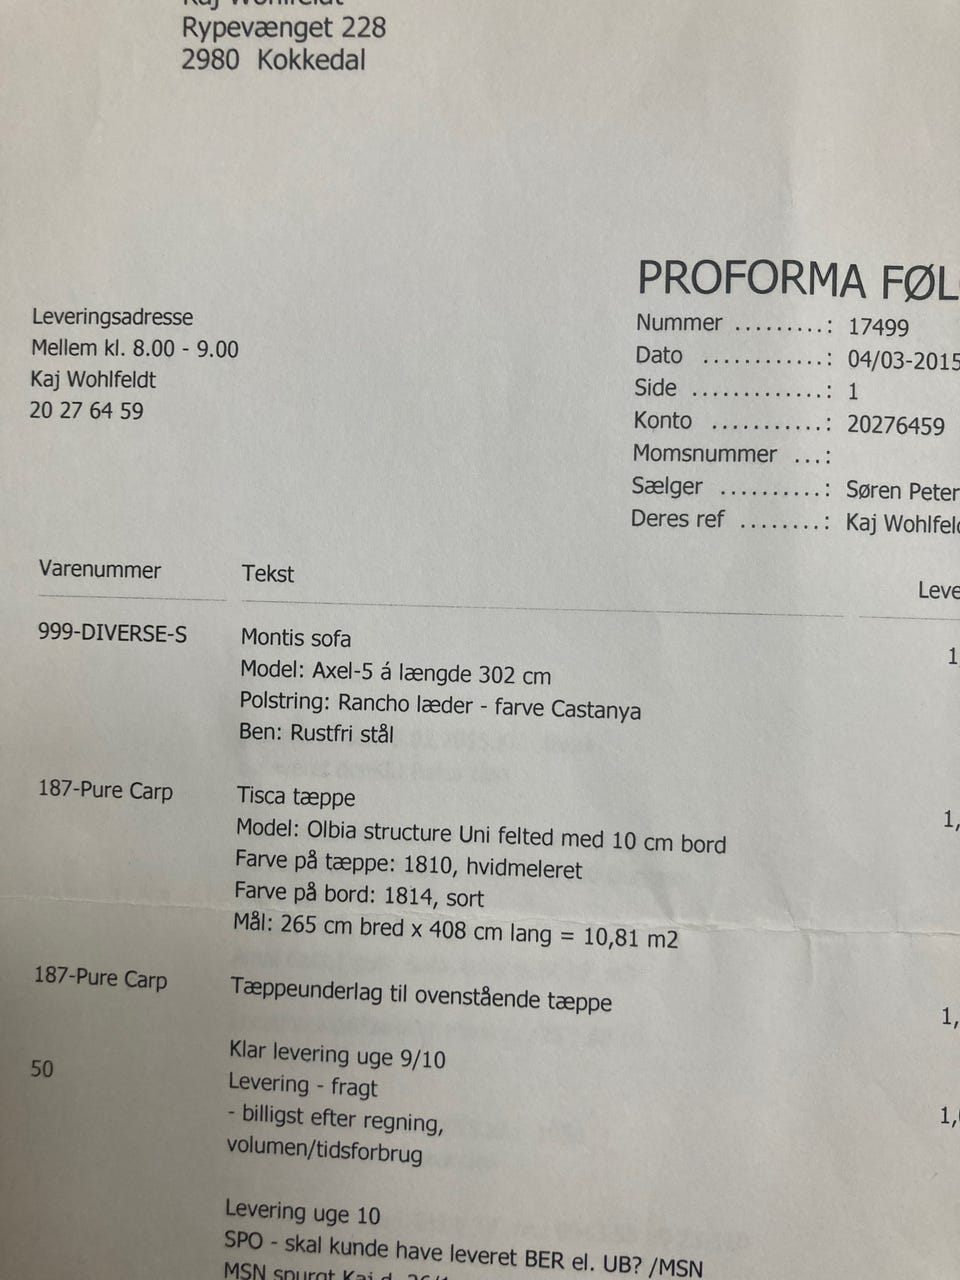 Kaj Wohlfeldt
Rypevænget 228
2980 Kokkedal
PROFORMA FØL
Leveringsadresse
Mellem kl. 8.00 - 9.00
Kaj Wohlfeldt
20 27 64 59
Nummer .........: 17499
Dato ............: 04/03-2015
Side .............: 1
Konto ...........: 20276459
Momsnummer ...:
Sælger ..........: Søren Peter
Deres ref ........: Kaj Wohlfeld
Varenummer Tekst Leve
999-DIVERSE-S Montis sofa 1
Model: Axel-5 á længde 302 cm
Polstring: Rancho læder - farve Castanya
Ben: Rustfri stål
187-Pure Carp Tisca tæppe 1,
Model: Olbia structure Uni felted med 10 cm bord
Farve på tæppe: 1810, hvidmeleret
Farve på bord: 1814, sort
Mål: 265 cm bred x 408 cm lang = 10,81 m2
187-Pure Carp Tæppeunderlag til ovenstående tæppe 1,
Klar levering uge 9/10
50 Levering - fragt 1,
- billigst efter regning,
volumen/tidsforbrug
Levering uge 10
SPO - skal kunde have leveret BER el. UB? /MSN
MSN spurgt Kaj d.